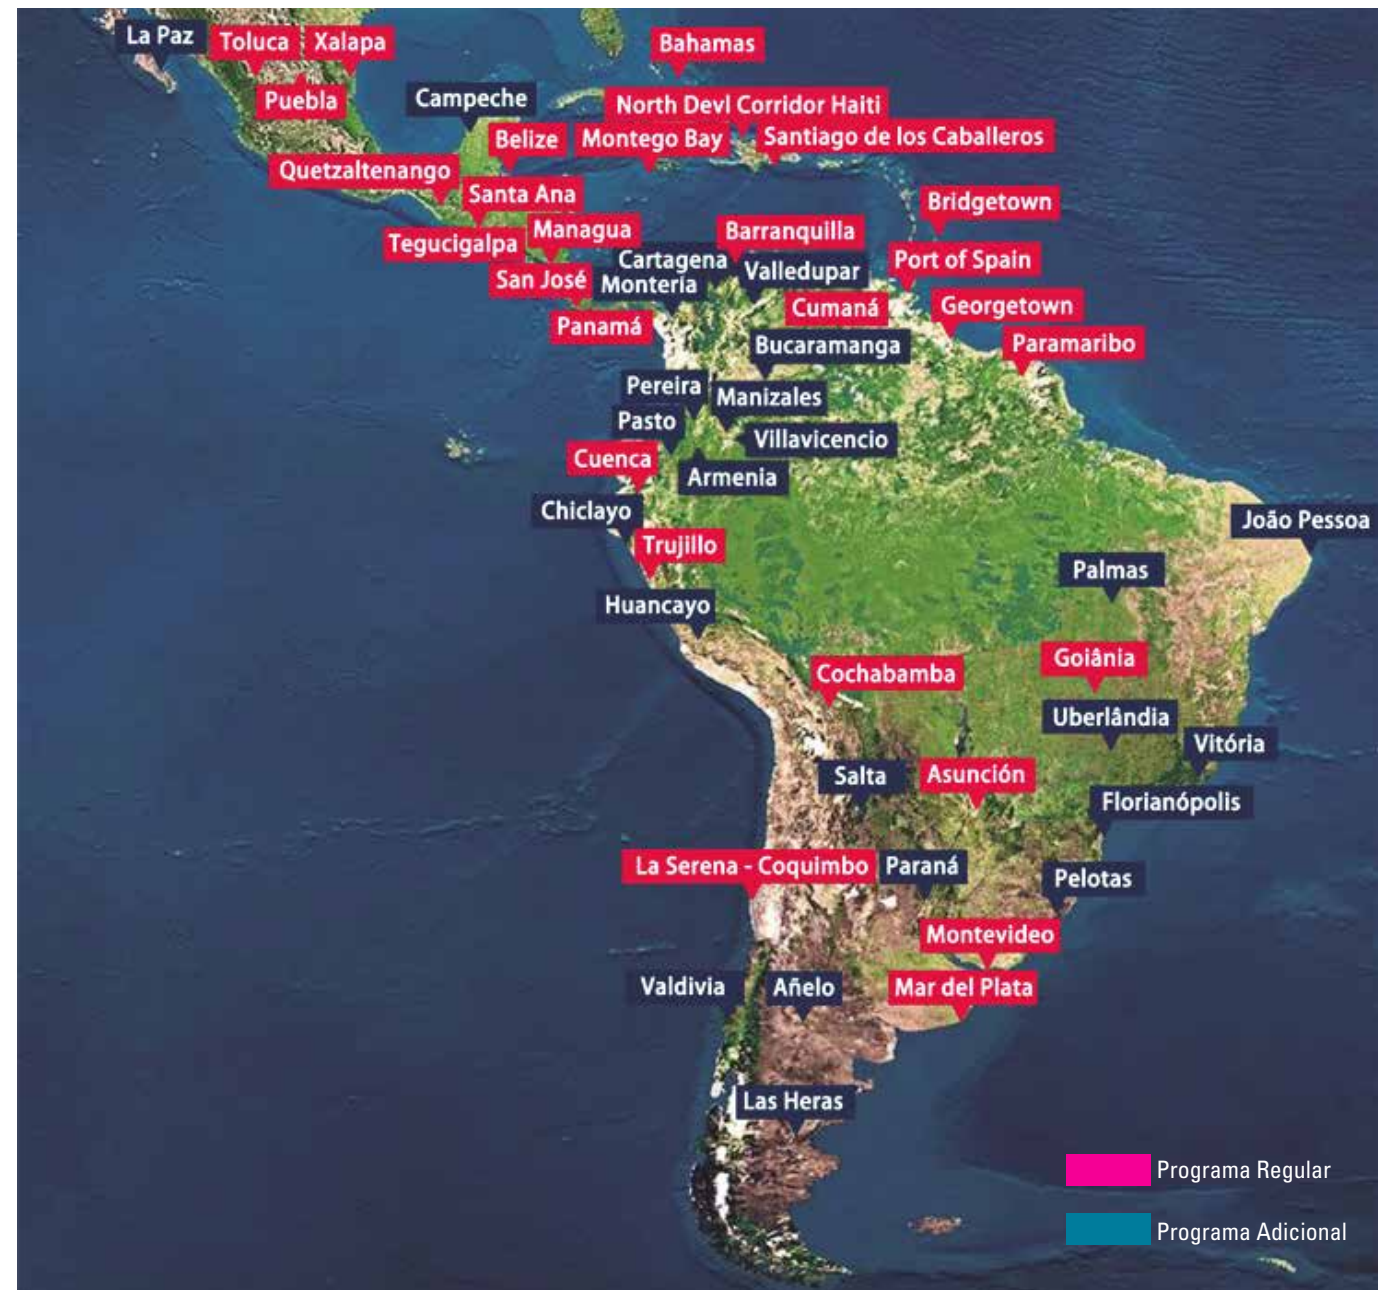 La Paz
Toluca
Xalapa
Bahamas
Puebla
Campeche
North Devl Corridor Haiti
Belize
Montego Bay
Santiago de los Caballeros
Quetzaltenango
Santa Ana
Bridgetown
Tegucigalpa
Managua
Barranquilla
Cartagena
Valledupar
Port of Spain
San José
Montería
Cumaná
Georgetown
Panamá
Bucaramanga
Paramaribo
Pereira
Manizales
Pasto
Villavicencio
Cuenca
Armenia
Chiclayo
João Pessoa
Trujillo
Palmas
Huancayo
Goiânia
Cochabamba
Uberlândia
Vitória
Salta
Asunción
Florianópolis
La Serena - Coquimbo
Paraná
Pelotas
Montevideo
Valdivia
Añelo
Mar del Plata
Las Heras
Programa Regular
Programa Adicional